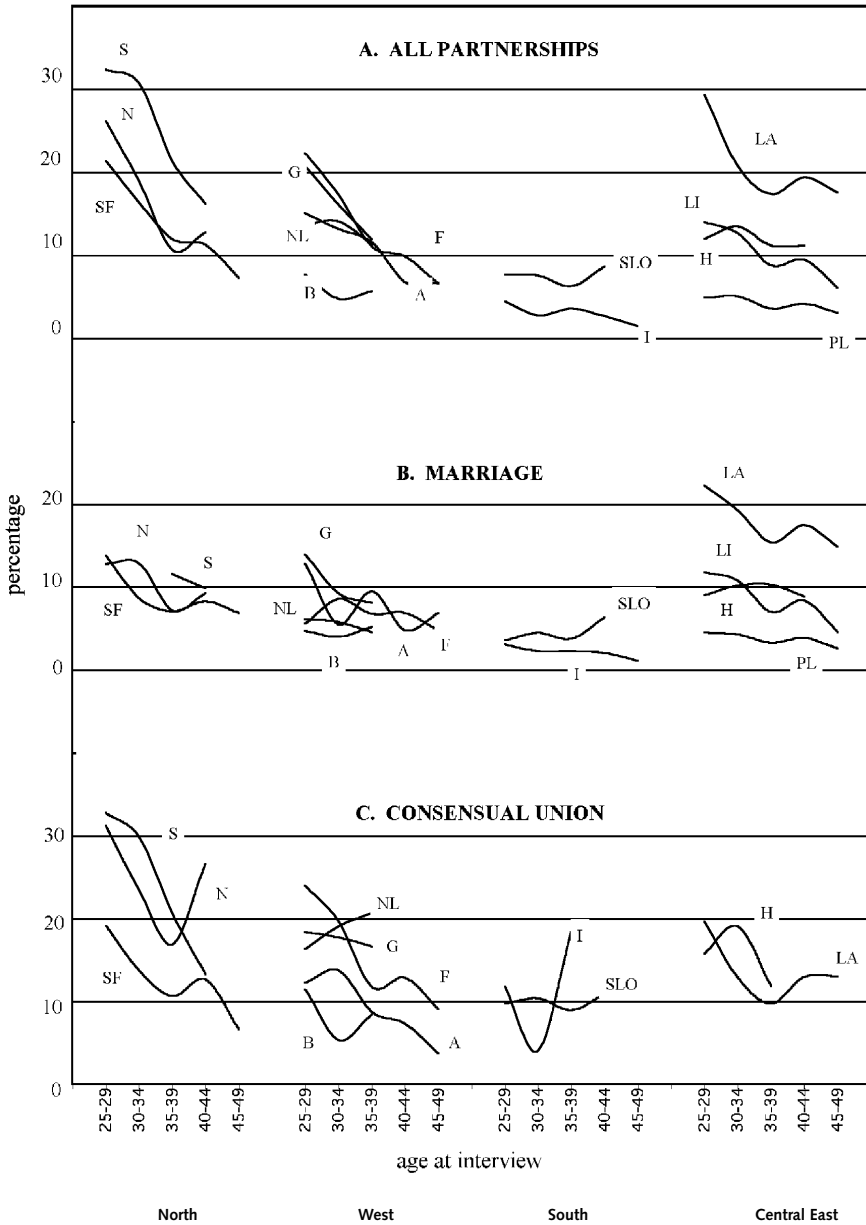 A. ALL PARTNERSHIPS
S
30
N
LA
20
G
SF
LI
NL
F
10
H
SLO
B
A
0
I
PL
percentage
B. MARRIAGE
LA
20
N
G
S
LI
10
SF
NL
SLO
H
A
F
B
PL
0
I
C. CONSENSUAL UNION
30
S
N
NL
H
20
I
G
LA
SF
F
SLO
10
B
A
0
25-29
30-34
35-39
40-44
45-49
25-29
30-34
35-39
40-44
45-49
25-29
30-34
35-39
40-44
45-49
25-29
30-34
35-39
40-44
45-49
age at interview
North West South Central East